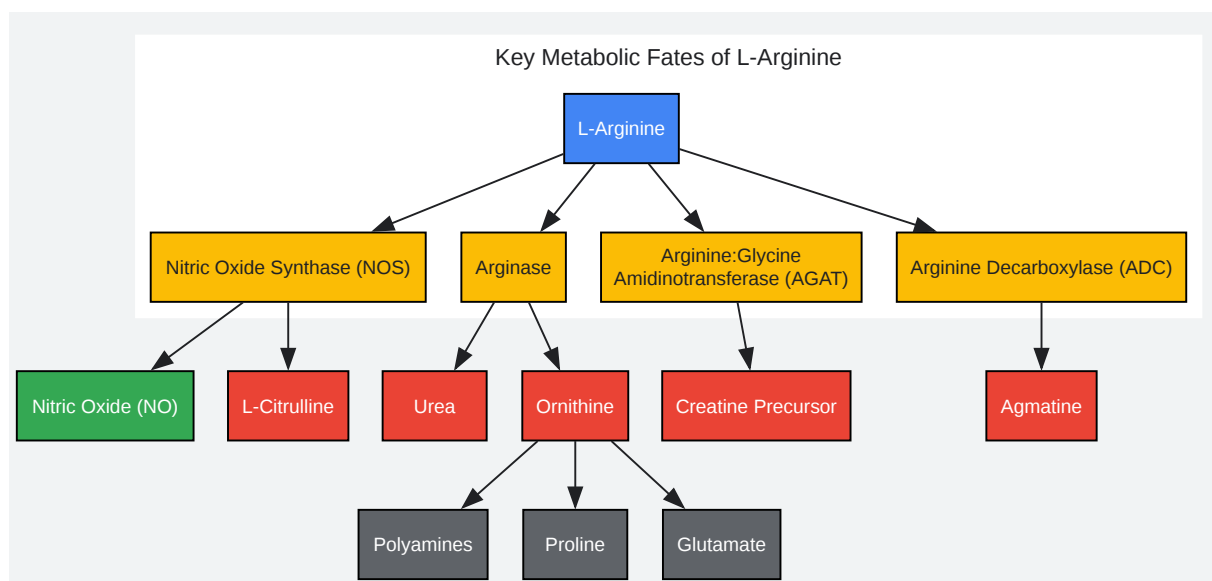 Key Metabolic Fates of L-Arginine
L-Arginine
Nitric Oxide Synthase (NOS)
Arginase
Arginine:Glycine
Amidinotransferase (AGAT)
Arginine Decarboxylase (ADC)
Nitric Oxide (NO)
L-Citrulline
Urea
Ornithine
Creatine Precursor
Agmatine
Polyamines
Proline
Glutamate